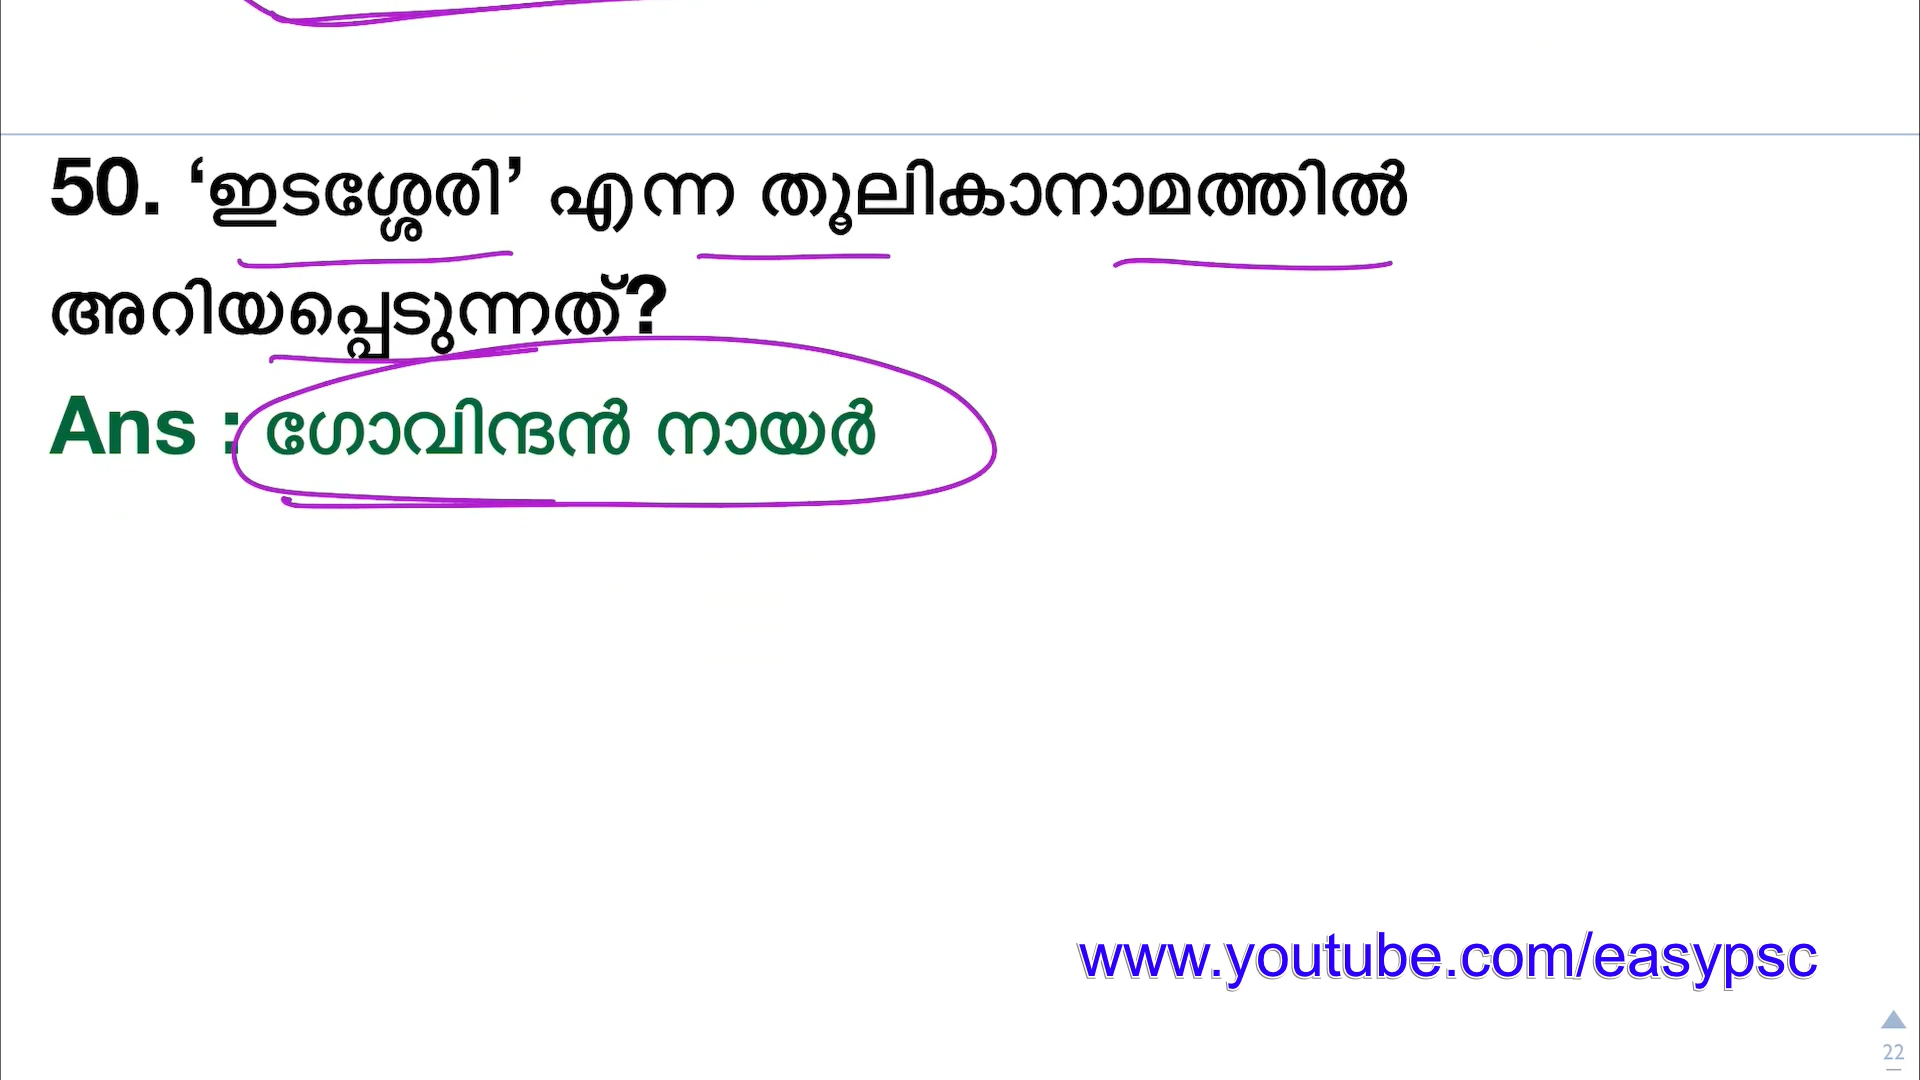 50. ‘ഇടശ്ശേരി’ എന്ന തൂലികാനാമത്തിൽ
അറിയപ്പെടുന്നത്?
Ans : ഗോവിന്ദൻ നായർ
www.youtube.com/easypsc
22